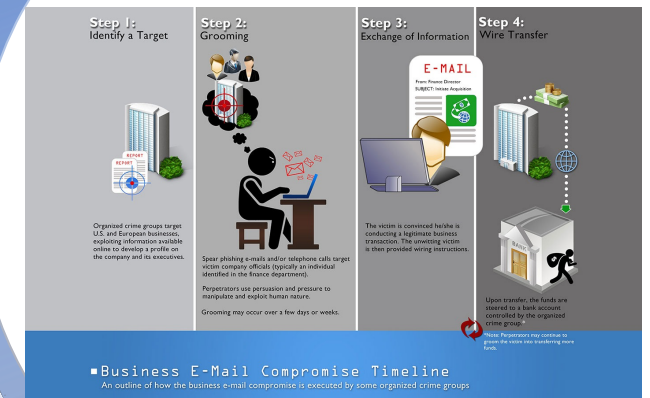 Step 1:
Identify a Target
REPORT
REPORT
Organized crime groups target
U.S. and European businesses,
exploiting information available
online to develop a profile on
the company and its executives.
Step 2:
Grooming
Spear phishing e-mails and/or telephone calls target
victim company officials (typically an individual
identified in the finance department).
Perpetrators use persuasion and pressure to
manipulate and exploit human nature.
Grooming may occur over a few days or weeks.
Step 3:
Exchange of Information
E-MAIL
From: Finance Director
SUBJECT: Initiate Acquisition
The victim is convinced he/she is
conducting a legitimate business
transaction. The unwitting victim
is then provided wiring instructions.
Step 4:
Wire Transfer
BANK
Upon transfer, the funds are
steered to a bank account
controlled by the organized
crime group.*
*Note: Perpetrators may continue to
groom the victim into transferring more
funds.
Business E-Mail Compromise Timeline
An outline of how the business e-mail compromise is executed by some organized crime groups